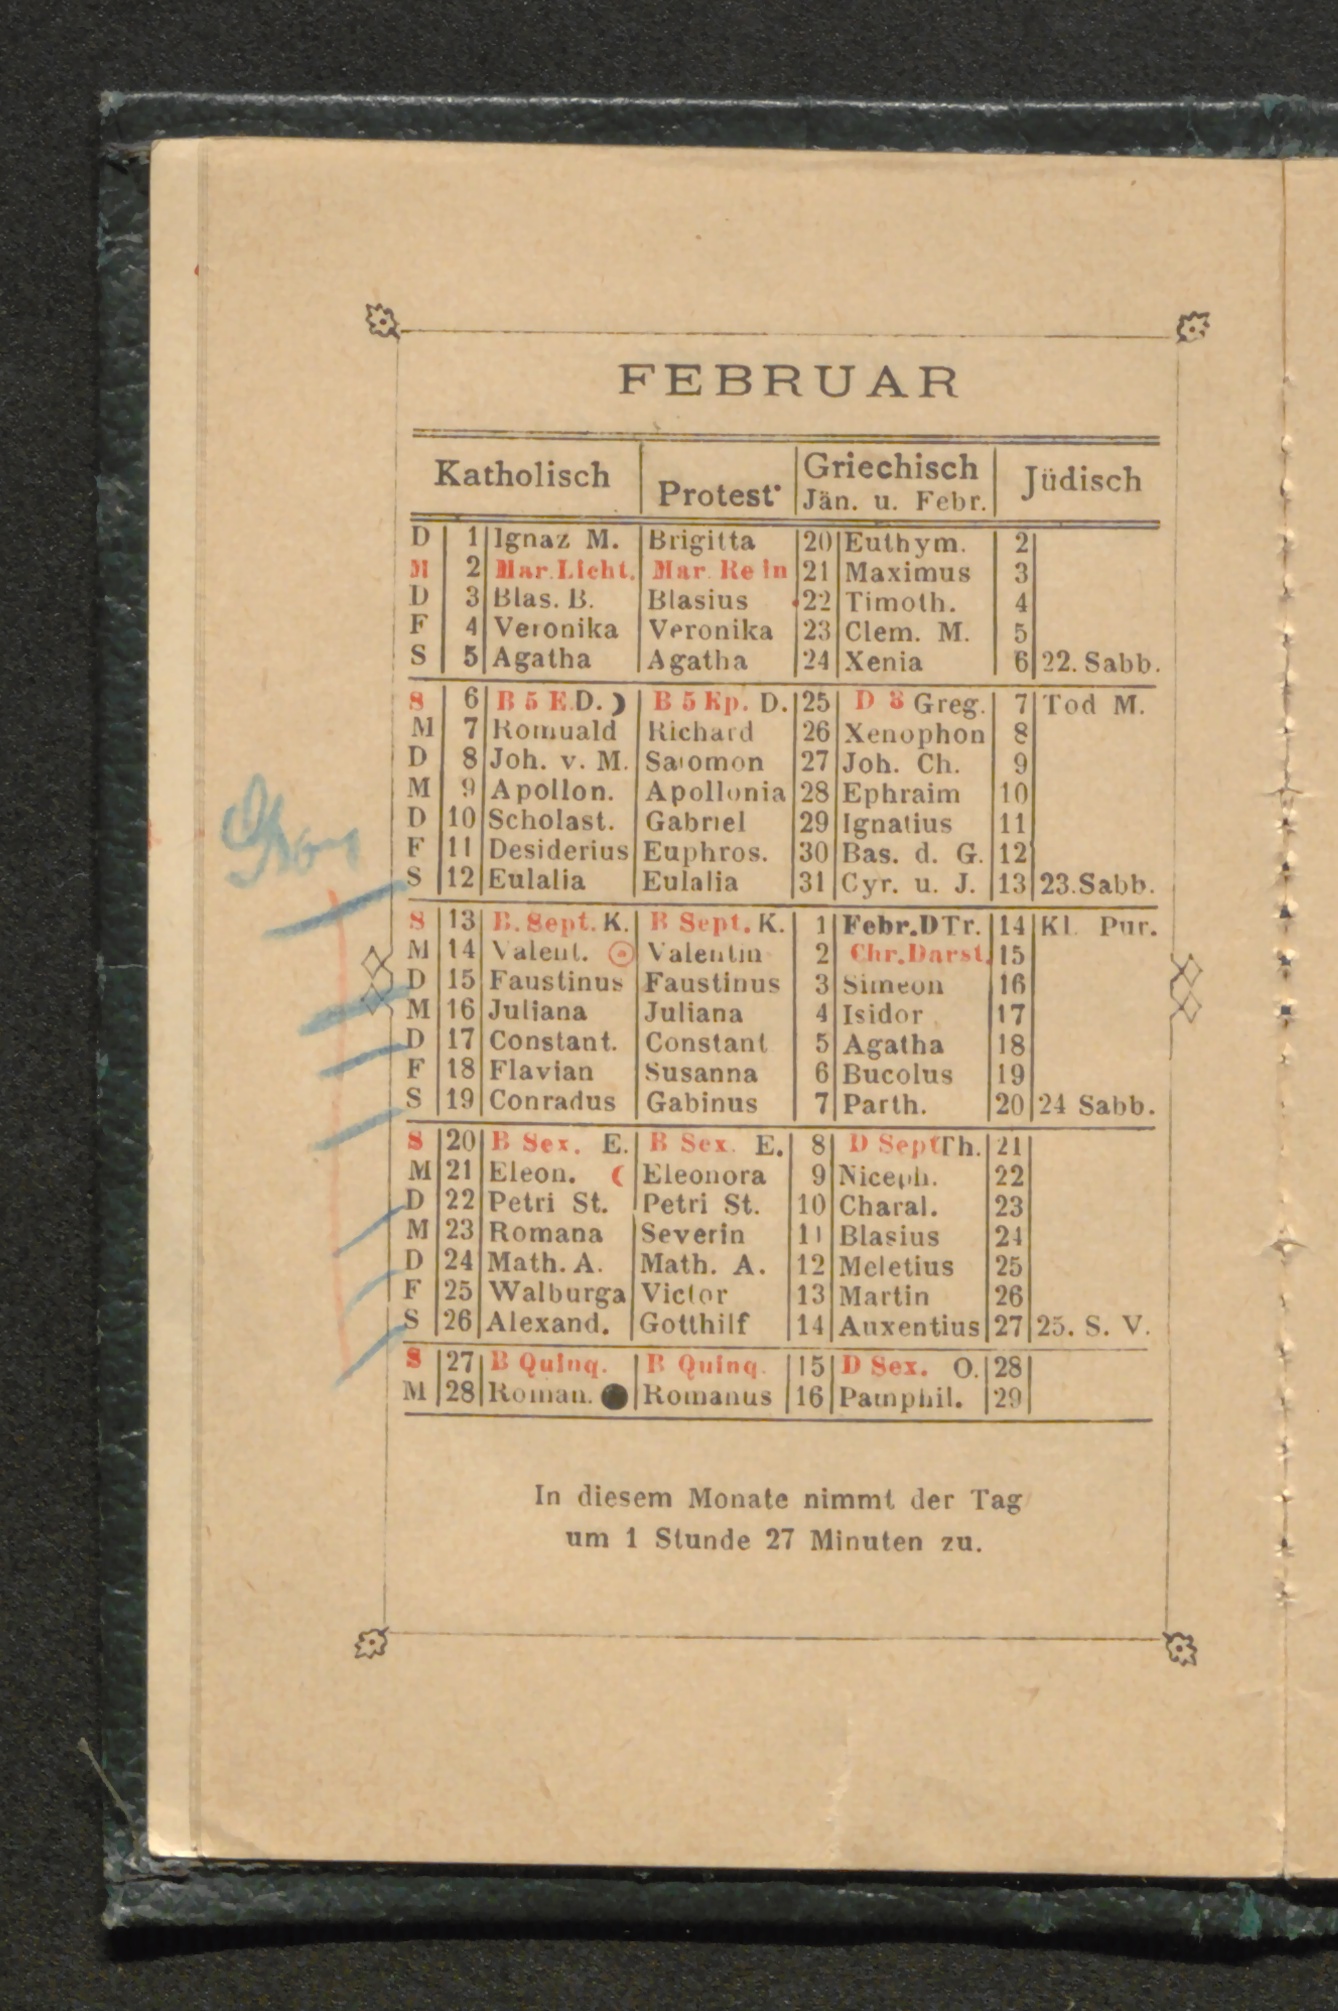 FEBRUAR
Katholisch Protest. Griechisch Jän. u. Febr. Jüdisch
D 1 Ignaz M. Brigitta 20 Euthym. 2
M 2 Mar.Licht. Mar. Rein 21 Maximus 3
D 3 Blas. B. Blasius 22 Timoth. 4
F 4 Veronika Veronika 23 Clem. M. 5
S 5 Agatha Agatha 24 Xenia 6 22. Sabb.
S 6 B 5 E.D. B 5 Ep. D. 25 D 3 Greg. 7 Tod M.
M 7 Romuald Richard 26 Xenophon 8
D 8 Joh. v. M. Salomon 27 Joh. Ch. 9
M 9 Apollon. Apollonia 28 Ephraim 10
D 10 Scholast. Gabriel 29 Ignatius 11
F 11 Desiderius Euphros. 30 Bas. d. G. 12
S 12 Eulalia Eulalia 31 Cyr. u. J. 13 23.Sabb.
S 13 B. Sept. K. B Sept. K. 1 Febr.DTr. 14 Kl. Pur.
M 14 Valent. Valentin 2 Chr.Darst. 15
D 15 Faustinus Faustinus 3 Simeon 16
M 16 Juliana Juliana 4 Isidor 17
D 17 Constant. Constant 5 Agatha 18
F 18 Flavian Susanna 6 Bucolus 19
S 19 Conradus Gabinus 7 Parth. 20 24 Sabb.
S 20 B Sex. E. B Sex. E. 8 D Sept Th. 21
M 21 Eleon. Eleonora 9 Niceph. 22
D 22 Petri St. Petri St. 10 Charal. 23
M 23 Romana Severin 11 Blasius 24
D 24 Math. A. Math. A. 12 Meletius 25
F 25 Walburga Victor 13 Martin 26
S 26 Alexand. Gotthilf 14 Auxentius 27 25. S. V.
S 27 B Quinq. B Quinq. 15 D Sex. O. 28
M 28 Roman. Romanus 16 Pamphil. 29
In diesem Monate nimmt der Tag
um 1 Stunde 27 Minuten zu.